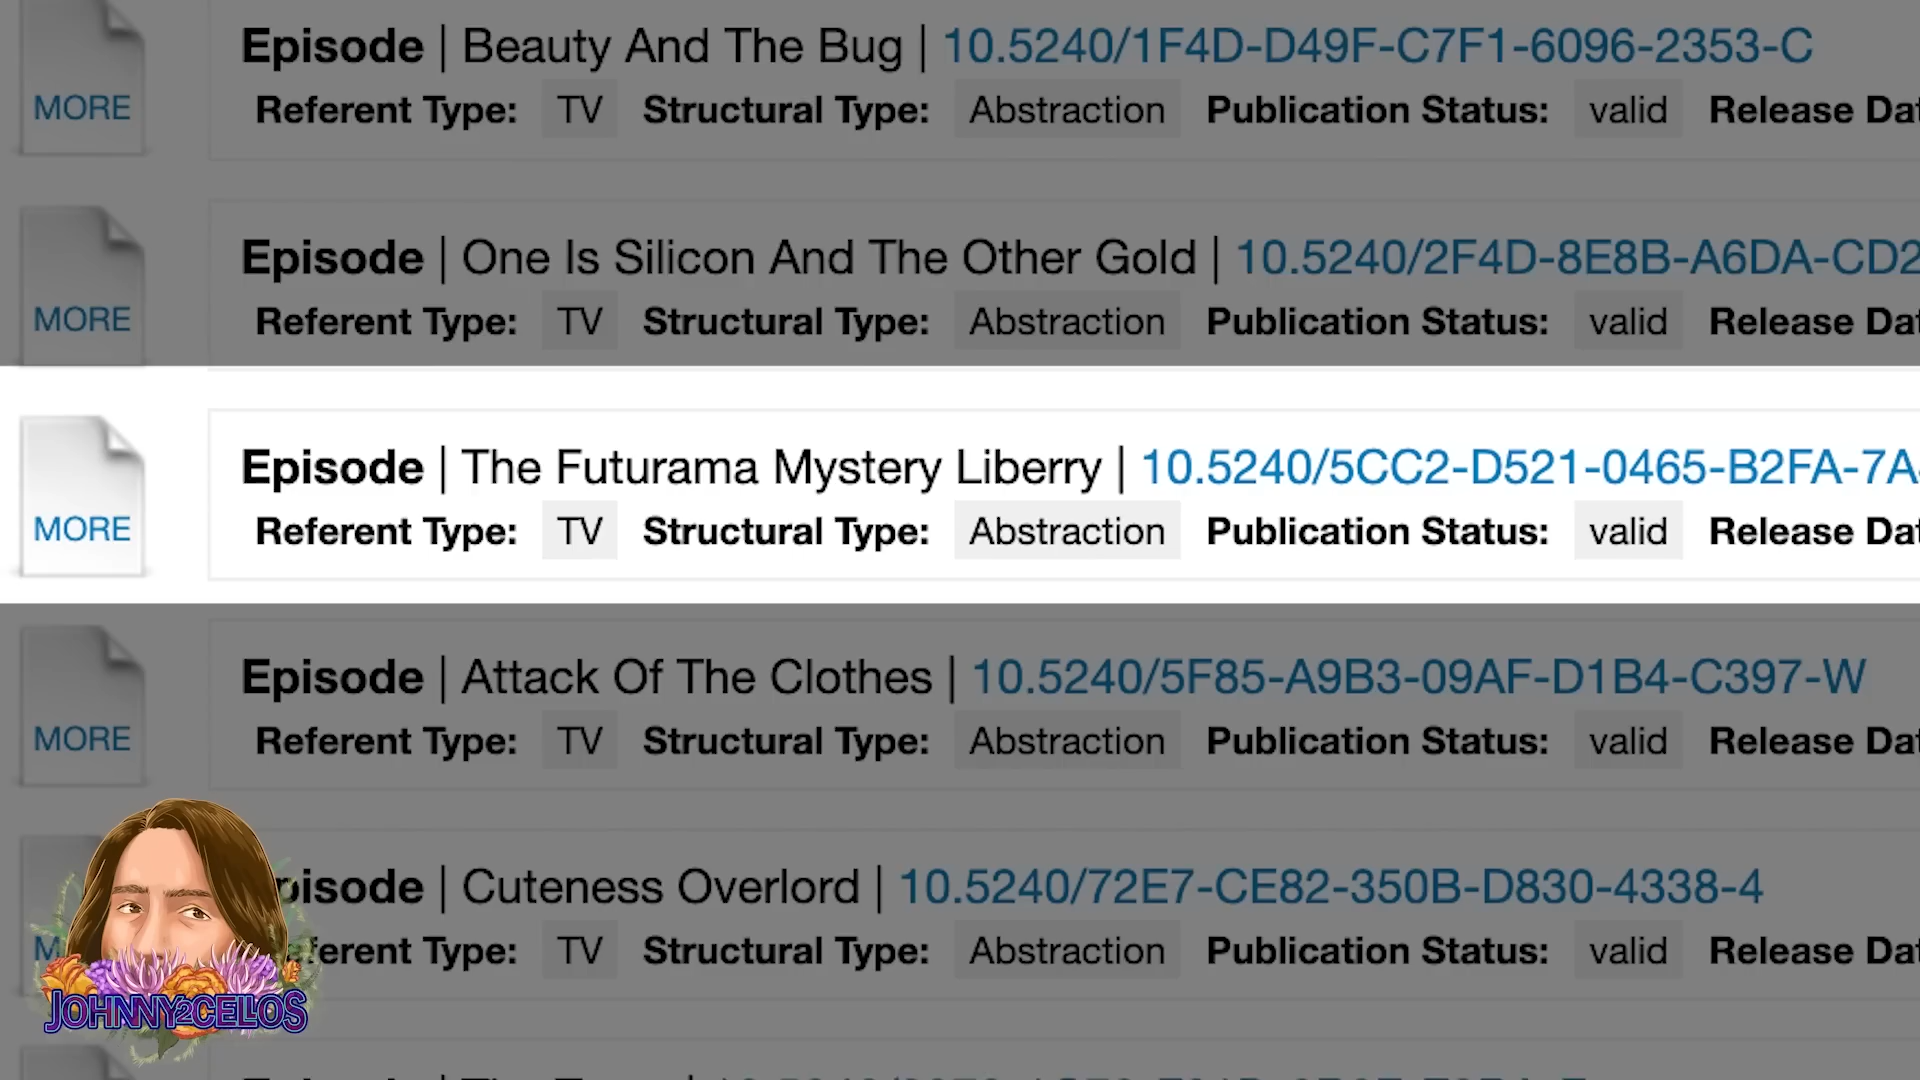 Episode | Beauty And The Bug | 10.5240/1F4D-D49F-C7F1-6096-2353-C
MORE
Referent Type: TV Structural Type: Abstraction Publication Status: valid Release Dat
Episode | One Is Silicon And The Other Gold | 10.5240/2F4D-8E8B-A6DA-CD2
MORE
Referent Type: TV Structural Type: Abstraction Publication Status: valid Release Dat
Episode | The Futurama Mystery Liberry | 10.5240/5CC2-D521-0465-B2FA-7A
MORE
Referent Type: TV Structural Type: Abstraction Publication Status: valid Release Dat
Episode | Attack Of The Clothes | 10.5240/5F85-A9B3-09AF-D1B4-C397-W
MORE
Referent Type: TV Structural Type: Abstraction Publication Status: valid Release Dat
pisode | Cuteness Overlord | 10.5240/72E7-CE82-350B-D830-4338-4
M
ferent Type: TV Structural Type: Abstraction Publication Status: valid Release Dat
JOHNNY2CELLOS